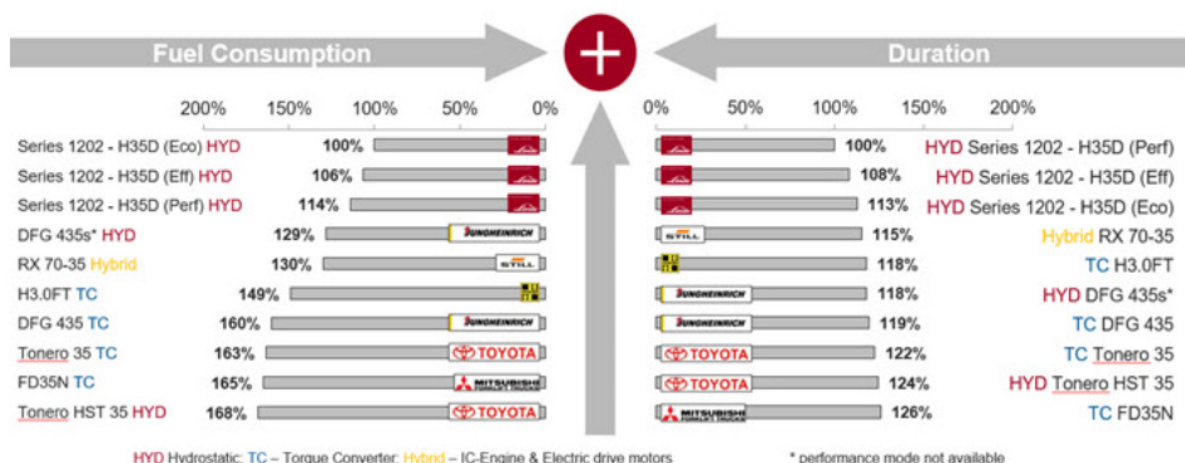 Fuel Consumption
Duration
200% 150% 100% 50% 0%
0% 50% 100% 150% 200%
Series 1202 - H35D (Eco) HYD 100%
Series 1202 - H35D (Eff) HYD 106%
Series 1202 - H35D (Perf) HYD 114%
DFG 435s* HYD 129% JUNGHEINRICH
RX 70-35 Hybrid 130% STILL
H3.0FT TC 149%
DFG 435 TC 160% JUNGHEINRICH
Tonero 35 TC 163% TOYOTA
FD35N TC 165% MITSUBISHI FORKLIFT TRUCKS
Tonero HST 35 HYD 168% TOYOTA
100% HYD Series 1202 - H35D (Perf)
108% HYD Series 1202 - H35D (Eff)
113% HYD Series 1202 - H35D (Eco)
STILL 115% Hybrid RX 70-35
118% TC H3.0FT
JUNGHEINRICH 118% HYD DFG 435s*
JUNGHEINRICH 119% TC DFG 435
TOYOTA 122% TC Tonero 35
TOYOTA 124% HYD Tonero HST 35
MITSUBISHI FORKLIFT TRUCKS 126% TC FD35N
HYD Hydrostatic; TC – Torque Converter; Hybrid – IC-Engine & Electric drive motors
* performance mode not available